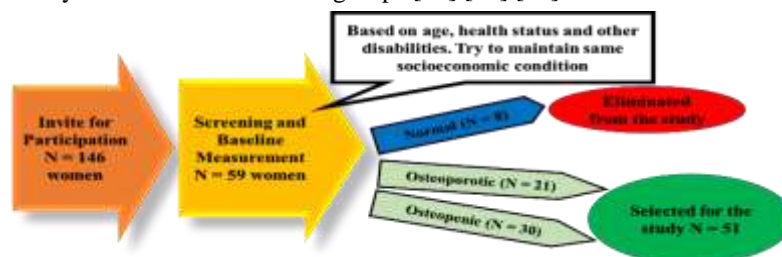 Based on age, health status and other
disabilities. Try to maintain same
socioeconomic condition
Invite for
Participation
N = 146
women
Screening and
Baseline
Measurement
N = 59 women
Normal (N = 8)
Eliminated
from the study
Osteoporotic (N = 21)
Osteopenic (N = 30)
Selected for the
study N = 51